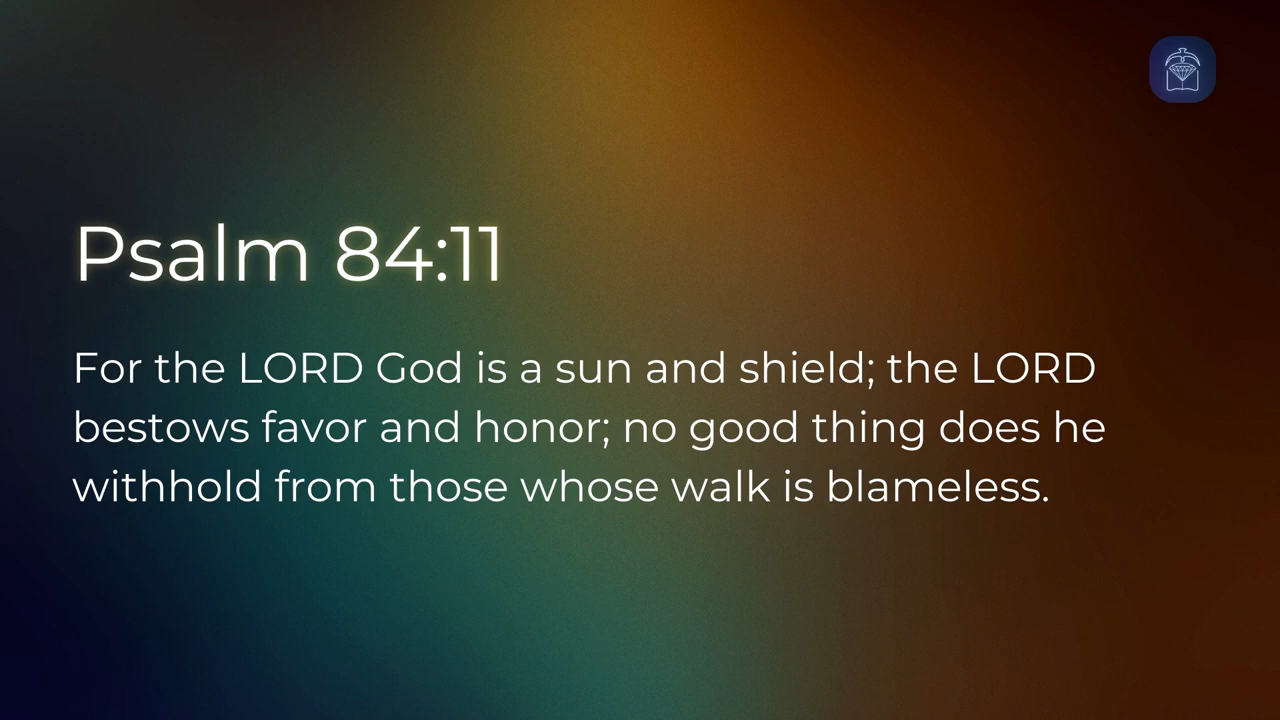 Psalm 84:11
For the LORD God is a sun and shield; the LORD
bestows favor and honor; no good thing does he
withhold from those whose walk is blameless.